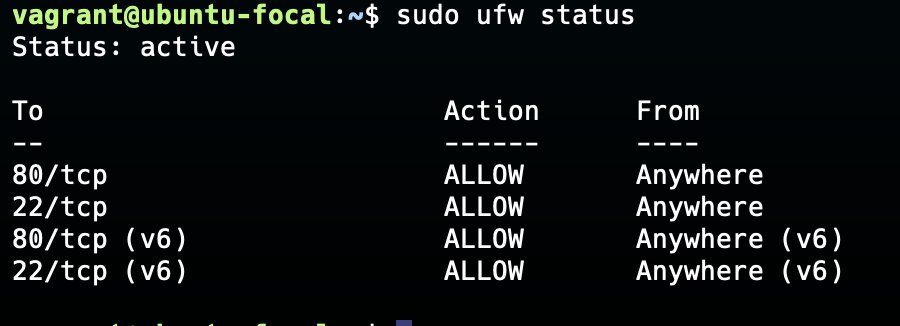 vagrant@ubuntu-focal:~$ sudo ufw status
Status: active
To Action From
-- ------ ----
80/tcp ALLOW Anywhere
22/tcp ALLOW Anywhere
80/tcp (v6) ALLOW Anywhere (v6)
22/tcp (v6) ALLOW Anywhere (v6)